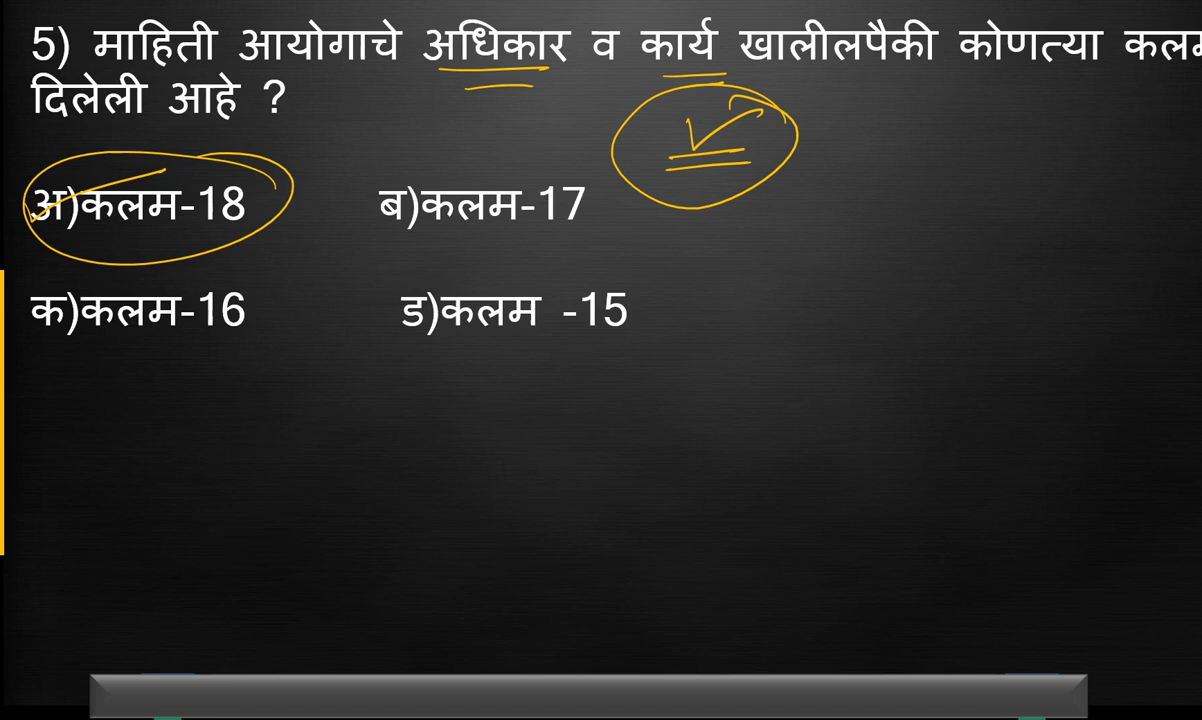 5) माहिती आयोगाचे अधिकार व कार्य खालीलपैकी कोणत्या
दिलेली आहे ?
अ)कलम-18 ब)कलम-17
क)कलम-16 ड)कलम -15